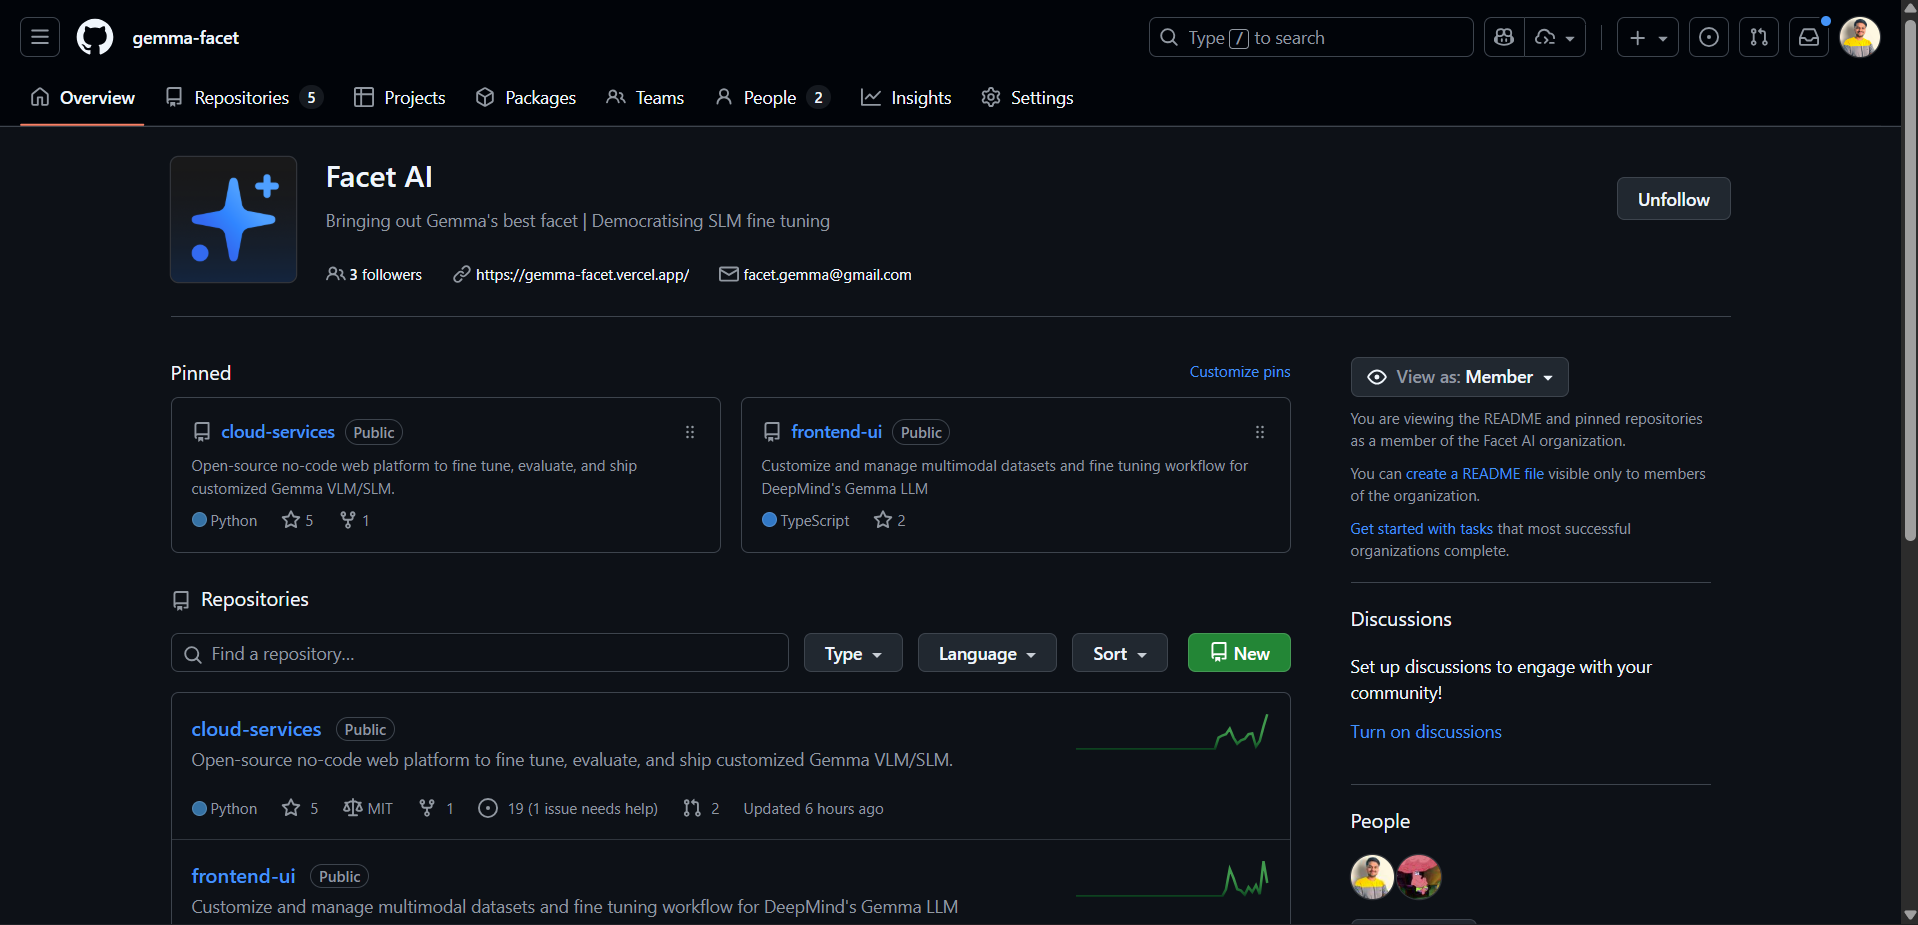 gemma-facet
Type / to search
Overview
Repositories 5
Projects
Packages
Teams
People 2
Insights
Settings
Facet AI
Bringing out Gemma's best facet | Democratising SLM fine tuning
3 followers
https://gemma-facet.vercel.app/
facet.gemma@gmail.com
Unfollow
Pinned
Customize pins
cloud-services Public
Open-source no-code web platform to fine tune, evaluate, and ship
customized Gemma VLM/SLM.
Python 5 1
frontend-ui Public
Customize and manage multimodal datasets and fine tuning workflow for
DeepMind's Gemma LLM
TypeScript 2
Repositories
Find a repository...
Type
Language
Sort
New
cloud-services Public
Open-source no-code web platform to fine tune, evaluate, and ship customized Gemma VLM/SLM.
Python 5 MIT 1 19 (1 issue needs help) 2 Updated 6 hours ago
frontend-ui Public
Customize and manage multimodal datasets and fine tuning workflow for DeepMind's Gemma LLM
View as: Member
You are viewing the README and pinned repositories
as a member of the Facet AI organization.
You can create a README file visible only to members
of the organization.
Get started with tasks that most successful
organizations complete.
Discussions
Set up discussions to engage with your
community!
Turn on discussions
People